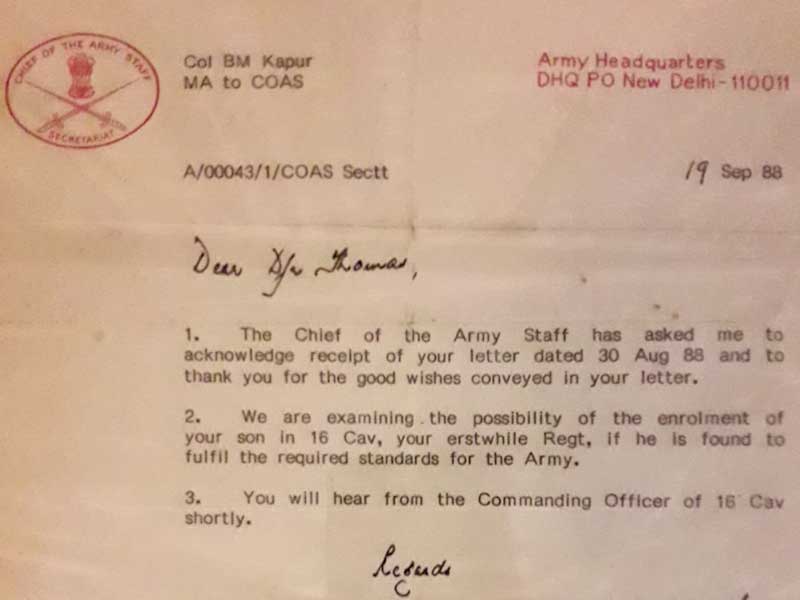 CHIEF OF THE ARMY STAFF
SECRETARIAT
Col BM Kapur
MA to COAS
Army Headquarters
DHQ PO New Delhi-110011
A/00043/1/COAS Sectt
19 Sep 88
Dear Thomas,
1. The Chief of the Army Staff has asked me to
acknowledge receipt of your letter dated 30 Aug 88 and to
thank you for the good wishes conveyed in your letter.
2. We are examining the possibility of the enrolment of
your son in 16 Cav, your erstwhile Regt, if he is found to
fulfil the required standards for the Army.
3. You will hear from the Commanding Officer of 16 Cav
shortly.
Regards